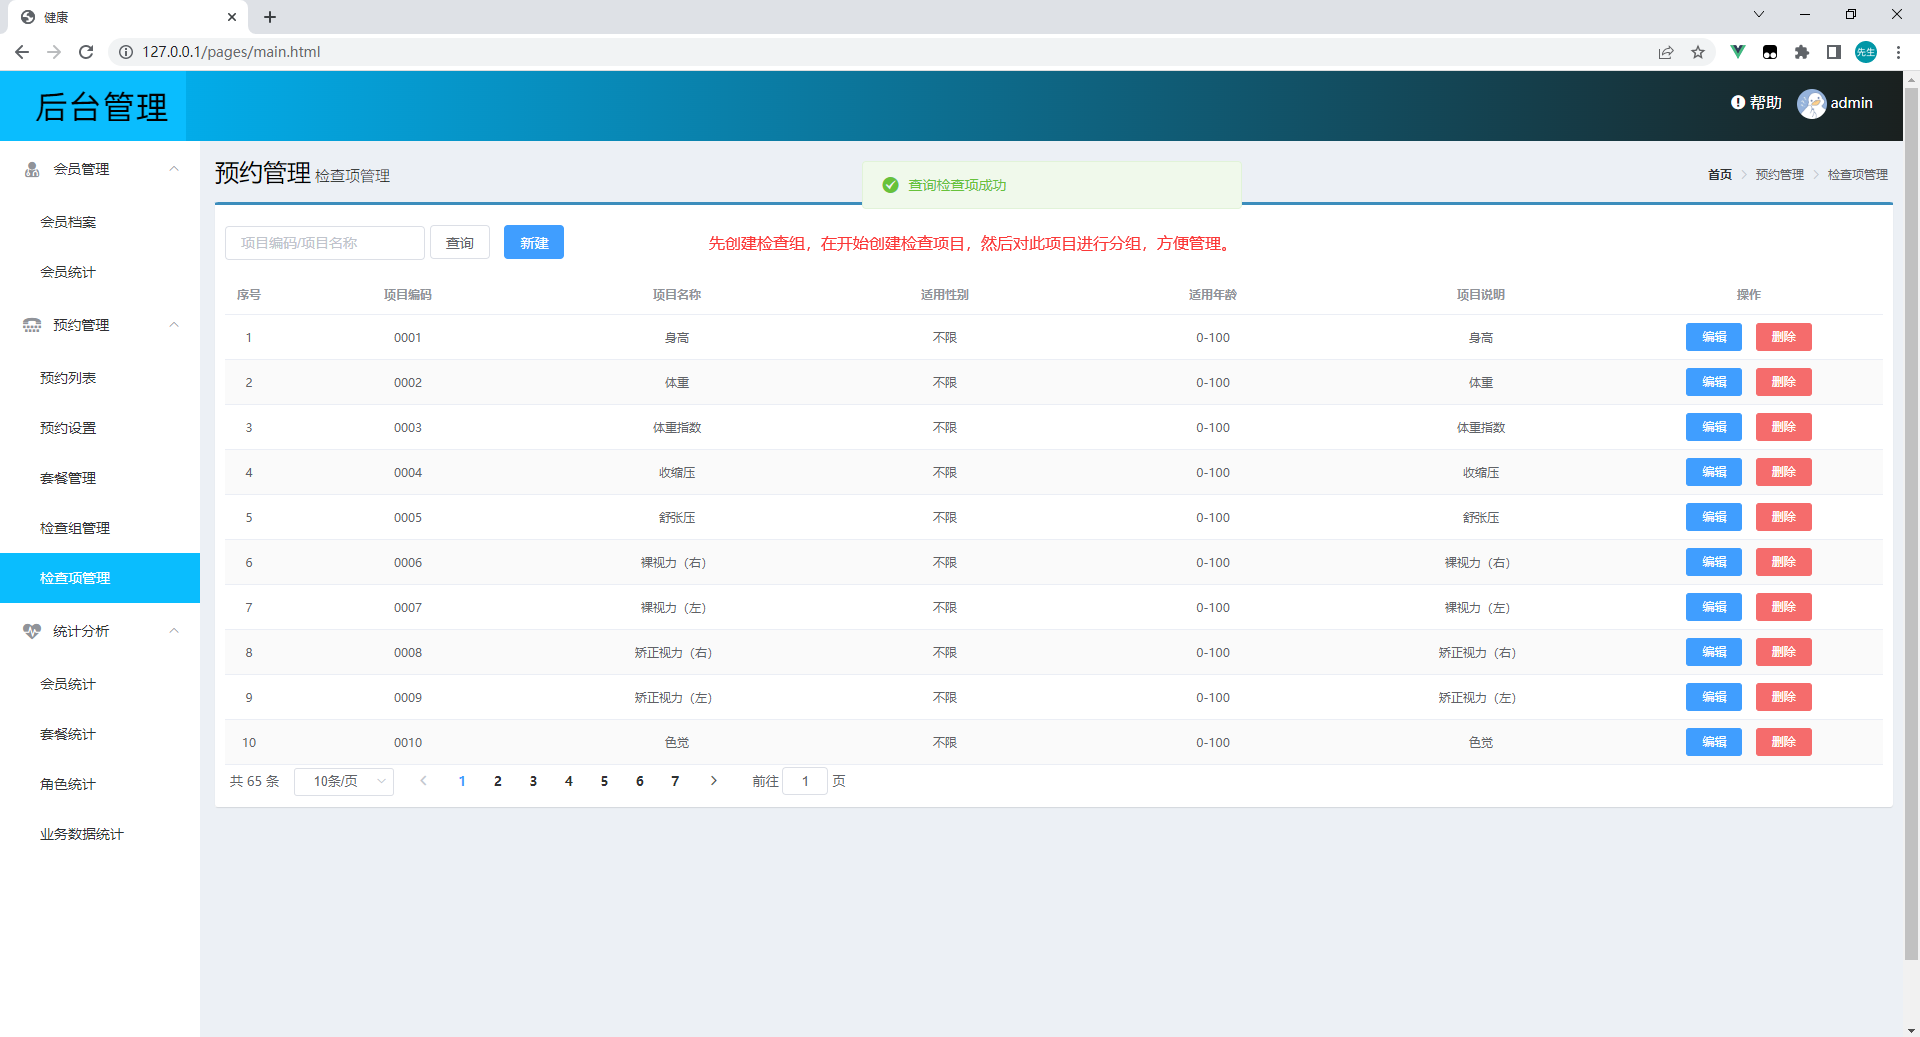 健康
127.0.0.1/pages/main.html
先生
后台管理
帮助 admin
会员管理
会员档案
会员统计
预约管理
预约列表
预约设置
套餐管理
检查组管理
检查项管理
统计分析
会员统计
套餐统计
角色统计
业务数据统计
预约管理 检查项管理
查询检查项成功
首页 预约管理 检查项管理
项目编码/项目名称 查询 新建 先创建检查组，在开始创建检查项目，然后对此项目进行分组，方便管理。
序号 项目编码 项目名称 适用性别 适用年龄 项目说明 操作
1 0001 身高 不限 0-100 身高 编辑 删除
2 0002 体重 不限 0-100 体重 编辑 删除
3 0003 体重指数 不限 0-100 体重指数 编辑 删除
4 0004 收缩压 不限 0-100 收缩压 编辑 删除
5 0005 舒张压 不限 0-100 舒张压 编辑 删除
6 0006 裸视力（右） 不限 0-100 裸视力（右） 编辑 删除
7 0007 裸视力（左） 不限 0-100 裸视力（左） 编辑 删除
8 0008 矫正视力（右） 不限 0-100 矫正视力（右） 编辑 删除
9 0009 矫正视力（左） 不限 0-100 矫正视力（左） 编辑 删除
10 0010 色觉 不限 0-100 色觉 编辑 删除
共 65 条 10条/页 1 2 3 4 5 6 7 前往 1 页